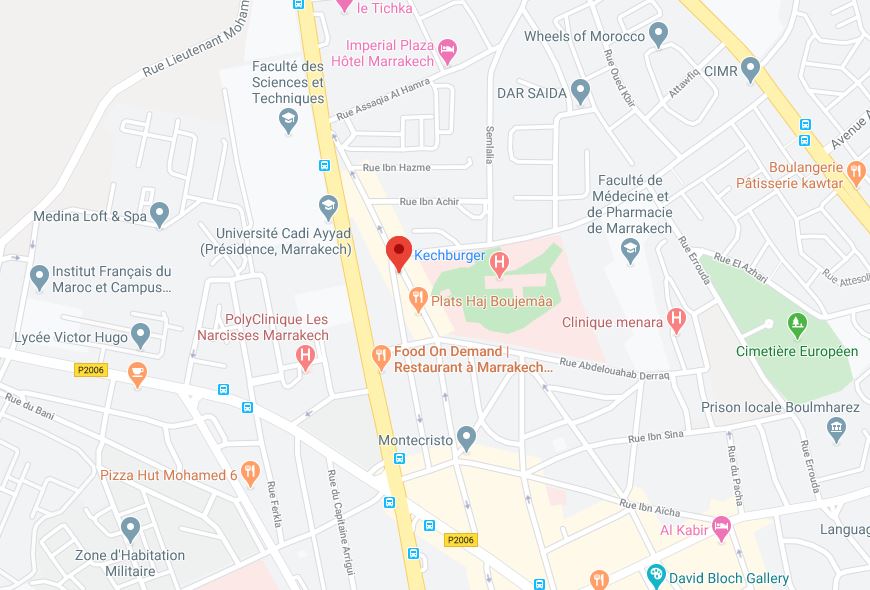 le Tichka
Rue Lieutenant Moham
Imperial Plaza
Hôtel Marrakech
Wheels of Morocco
Faculté des
Sciences et
Techniques
Rue Assaqia Al Hamra
DAR SAIDA
Rue Oued Kbir
Attawfiq
CIMR
Avenue A
Semlalia
Rue Ibn Hazme
Boulangerie
Pâtisserie kawtar
Rue Ibn Achir
Faculté de
Médecine et
de Pharmacie
de Marrakech
Medina Loft & Spa
Université Cadi Ayyad
(Présidence, Marrakech)
Kechburger
Rue Errouda
Rue El Azhari
Rue Attesoli
Institut Français du
Maroc et Campus...
Plats Haj Boujemâa
PolyClinique Les
Narcisses Marrakech
Clinique menara
Lycée Victor Hugo
Cimetière Européen
Food On Demand |
Restaurant à Marrakech...
Rue Abdelouahab Derraq
P2006
Rue du Bani
Prison locale Boulmharez
Montecristo
Rue Ibn Sina
Rue du Pacha
Rue Errouda
Pizza Hut Mohamed 6
Rue Ferkla
Rue du Capitaine Arrigui
Rue Ibn Aicha
Al Kabir
Language
Zone d'Habitation
Militaire
P2006
David Bloch Gallery